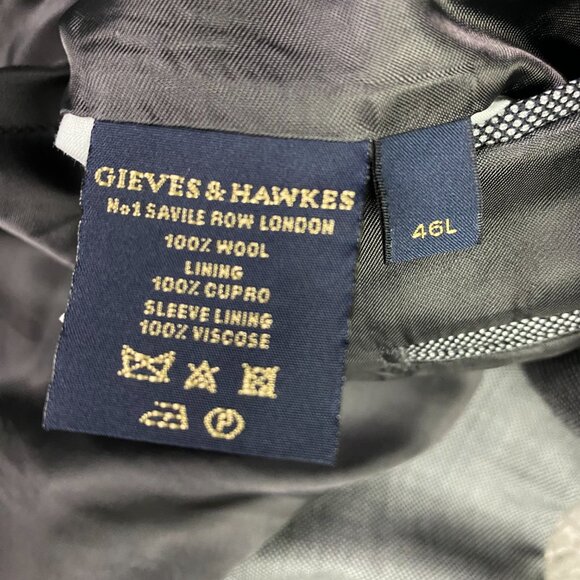 GIEVES & HAWKES
No1 SAVILE ROW LONDON
100% WOOL
LINING
100% CUPRO
SLEEVE LINING
100% VISCOSE
P
46L